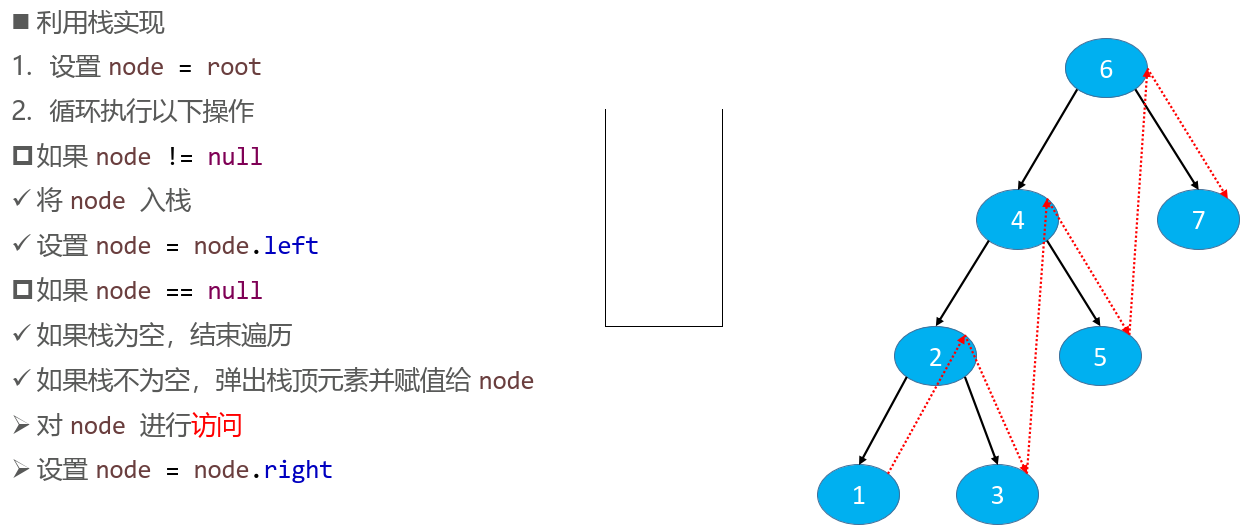 ■ 利用栈实现
1. 设置 node = root
2. 循环执行以下操作
如果 node != null
✓ 将 node 入栈
✓ 设置 node = node.left
如果 node == null
✓ 如果栈为空，结束遍历
✓ 如果栈不为空，弹出栈顶元素并赋值给 node
➢ 对 node 进行访问
➢ 设置 node = node.right
6
4
7
2
5
1
3